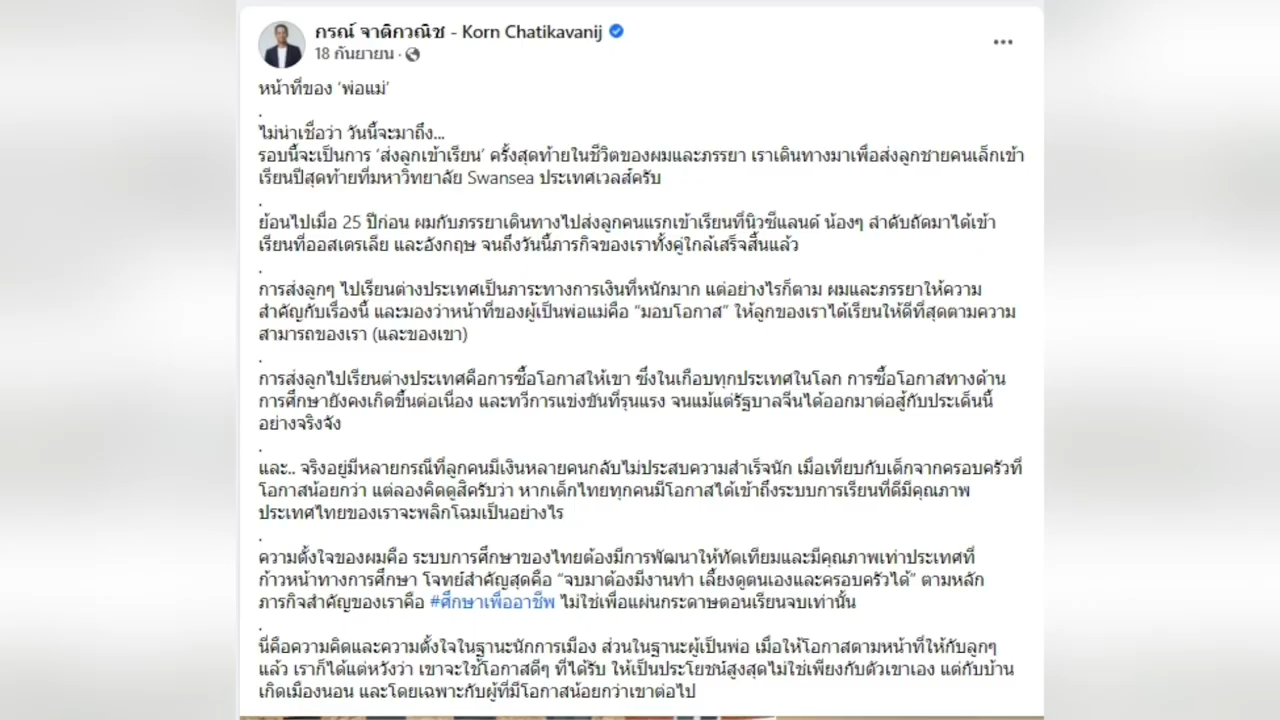 กรณ์ จาติกวณิช - Korn Chatikavanij
18 กันยายน ·
หน้าที่ของ 'พ่อแม่'
.
ไม่น่าเชื่อว่า วันนี้จะมาถึง...
รอบนี้จะเป็นการ 'ส่งลูกเข้าเรียน' ครั้งสุดท้ายในชีวิตของผมและภรรยา เราเดินทางมาเพื่อส่งลูกชายคนเล็กเข้า
เรียนปีสุดท้ายที่มหาวิทยาลัย Swansea ประเทศเวลส์ครับ
.
ย้อนไปเมื่อ 25 ปีก่อน ผมกับภรรยาเดินทางไปส่งลูกคนแรกเข้าเรียนที่นิวซีแลนด์ น้องๆ ลำดับถัดมาได้เข้า
เรียนที่ออสเตรเลีย และอังกฤษ จนถึงวันนี้ภารกิจของเราทั้งคู่ใกล้เสร็จสิ้นแล้ว
.
การส่งลูกๆ ไปเรียนต่างประเทศเป็นภาระทางการเงินที่หนักมาก แต่อย่างไรก็ตาม ผมและภรรยาให้ความ
สำคัญกับเรื่องนี้ และมองว่าหน้าที่ของผู้เป็นพ่อแม่คือ "มอบโอกาส" ให้ลูกของเราได้เรียนให้ดีที่สุดตามความ
สามารถของเรา (และของเขา)
.
การส่งลูกไปเรียนต่างประเทศคือการซื้อโอกาสให้เขา ซึ่งในเกือบทุกประเทศในโลก การซื้อโอกาสทางด้าน
การศึกษายังคงเกิดขึ้นต่อเนื่อง และทวีการแข่งขันที่รุนแรง จนแม้แต่รัฐบาลจีนได้ออกมาต่อสู้กับประเด็นนี้
อย่างจริงจัง
.
และ.. จริงอยู่มีหลายกรณีที่ลูกคนมีเงินหลายคนกลับไม่ประสบความสำเร็จนัก เมื่อเทียบกับเด็กจากครอบครัวที่
โอกาสน้อยกว่า แต่ลองคิดดูสิครับว่า หากเด็กไทยทุกคนมีโอกาสได้เข้าถึงระบบการเรียนที่ดีมีคุณภาพ
ประเทศไทยของเราจะพลิกโฉมเป็นอย่างไร
.
ความตั้งใจของผมคือ ระบบการศึกษาของไทยต้องมีการพัฒนาให้ทัดเทียมและมีคุณภาพเท่าประเทศที่
ก้าวหน้าทางการศึกษา โจทย์สำคัญสุดคือ "จบมาต้องมีงานทำ เลี้ยงดูตนเองและครอบครัวได้" ตามหลัก
ภารกิจสำคัญของเราคือ #ศึกษาเพื่ออาชีพ ไม่ใช่เพื่อแผ่นกระดาษตอนเรียนจบเท่านั้น
.
นี่คือความคิดและความตั้งใจในฐานะนักการเมือง ส่วนในฐานะผู้เป็นพ่อ เมื่อให้โอกาสตามหน้าที่ให้กับลูกๆ
แล้ว เราก็ได้แต่หวังว่า เขาจะใช้โอกาสดีๆ ที่ได้รับ ให้เป็นประโยชน์สูงสุดไม่ใช่เพียงกับตัวเขาเอง แต่กับบ้าน
เกิดเมืองนอน และโดยเฉพาะกับผู้ที่มีโอกาสน้อยกว่าเขาต่อไป